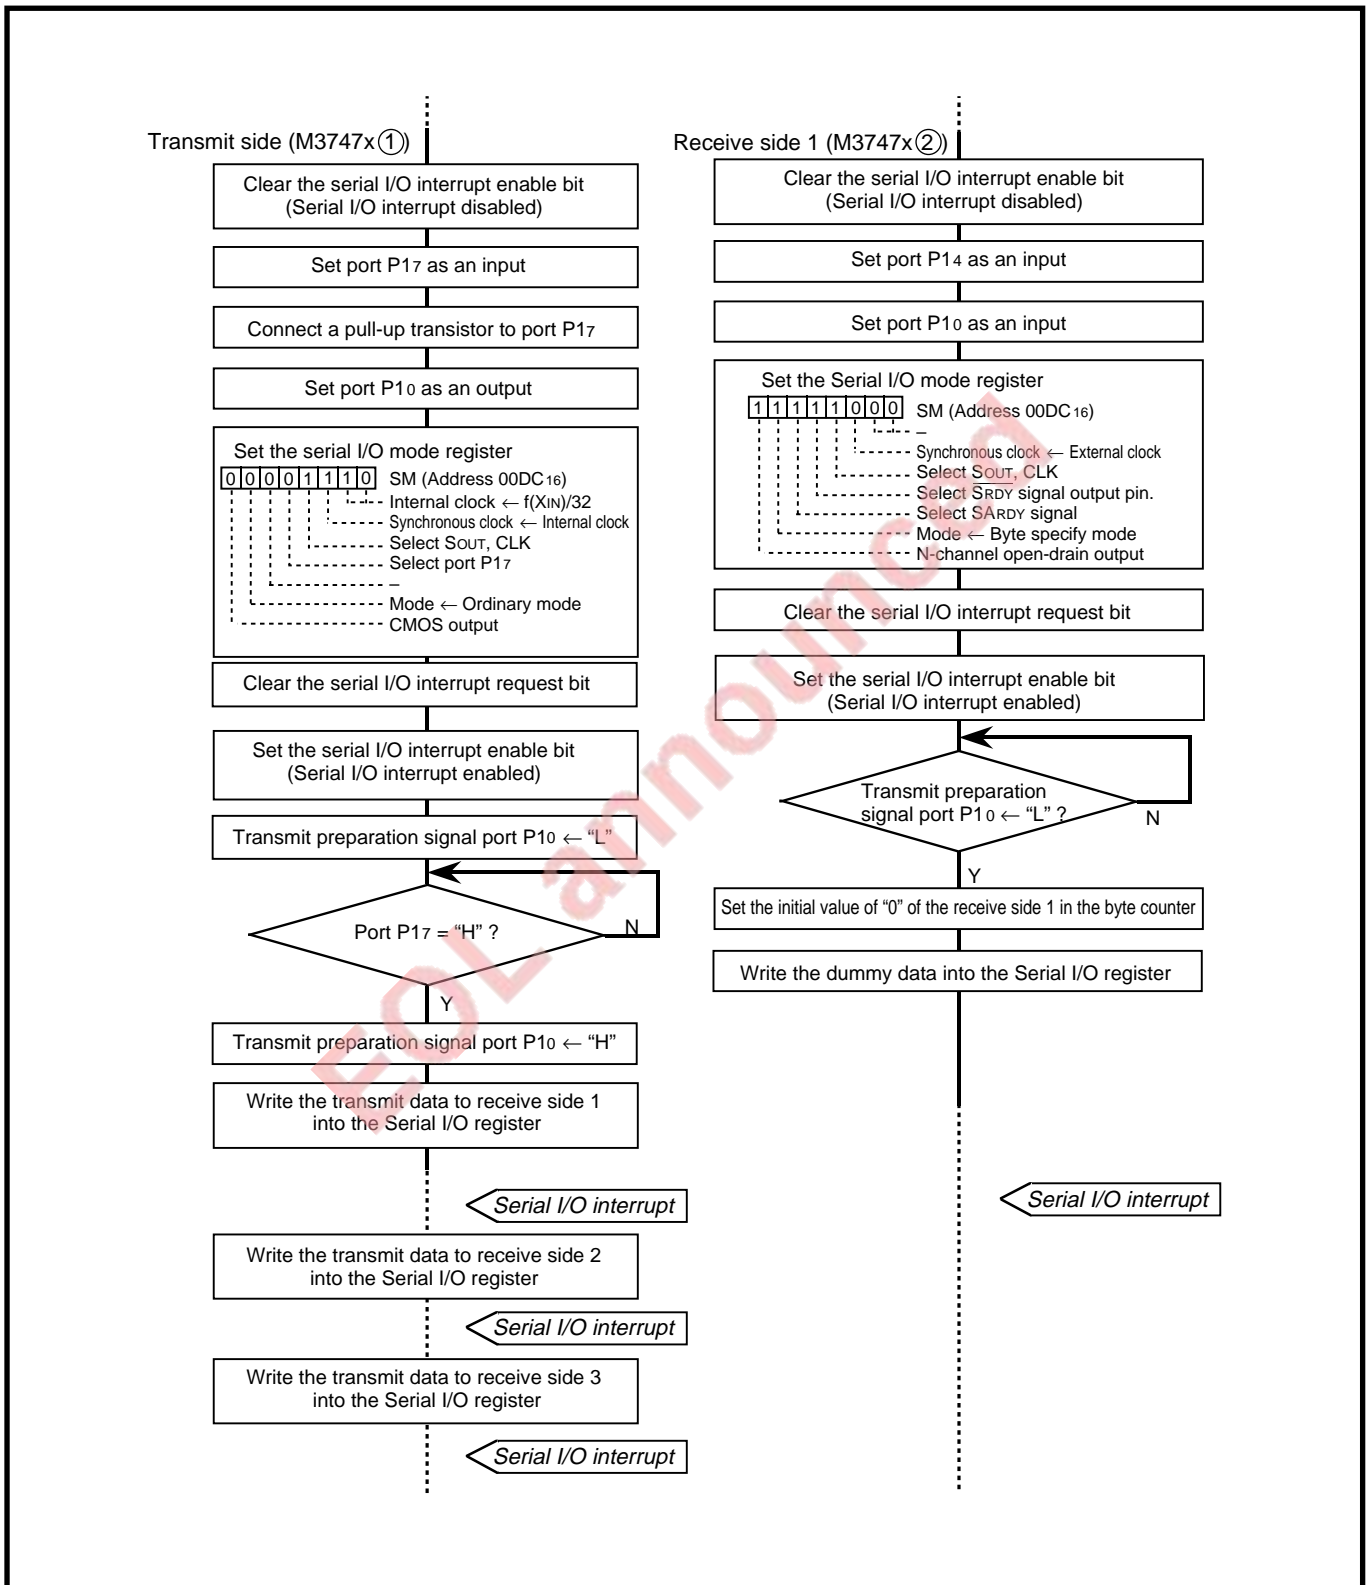 Transmit side (M3747x①)
Clear the serial I/O interrupt enable bit
(Serial I/O interrupt disabled)
Set port P17 as an input
Connect a pull-up transistor to port P17
Set port P10 as an output
Set the serial I/O mode register
0 0 0 0 1 1 1 0 SM (Address 00DC16)
Internal clock ← f(XIN)/32
Synchronous clock ← Internal clock
Select SOUT, CLK
Select port P17
–
Mode ← Ordinary mode
CMOS output
Clear the serial I/O interrupt request bit
Set the serial I/O interrupt enable bit
(Serial I/O interrupt enabled)
Transmit preparation signal port P10 ← “L”
Port P17 = “H” ?
N
Y
Transmit preparation signal port P10 ← “H”
Write the transmit data to receive side 1
into the Serial I/O register
Serial I/O interrupt
Write the transmit data to receive side 2
into the Serial I/O register
Serial I/O interrupt
Write the transmit data to receive side 3
into the Serial I/O register
Serial I/O interrupt
Receive side 1 (M3747x②)
Clear the serial I/O interrupt enable bit
(Serial I/O interrupt disabled)
Set port P14 as an input
Set port P10 as an input
Set the Serial I/O mode register
1 1 1 1 1 0 0 0 SM (Address 00DC16)
–
Synchronous clock ← External clock
Select SOUT, CLK
Select S̅R̅D̅Y̅ signal output pin.
Select SARDY signal
Mode ← Byte specify mode
N-channel open-drain output
Clear the serial I/O interrupt request bit
Set the serial I/O interrupt enable bit
(Serial I/O interrupt enabled)
Transmit preparation
signal port P10 ← “L” ?
N
Y
Set the initial value of “0” of the receive side 1 in the byte counter
Write the dummy data into the Serial I/O register
Serial I/O interrupt
EOL announced